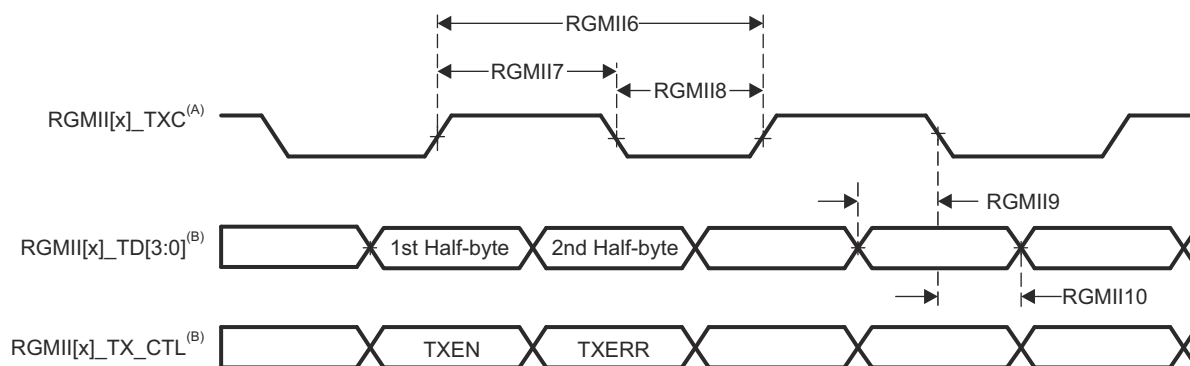 RGMII6
RGMII7
RGMII8
RGMII[x]_TXC(A)
RGMII9
RGMII[x]_TD[3:0](B)
1st Half-byte
2nd Half-byte
RGMII10
RGMII[x]_TX_CTL(B)
TXEN
TXERR